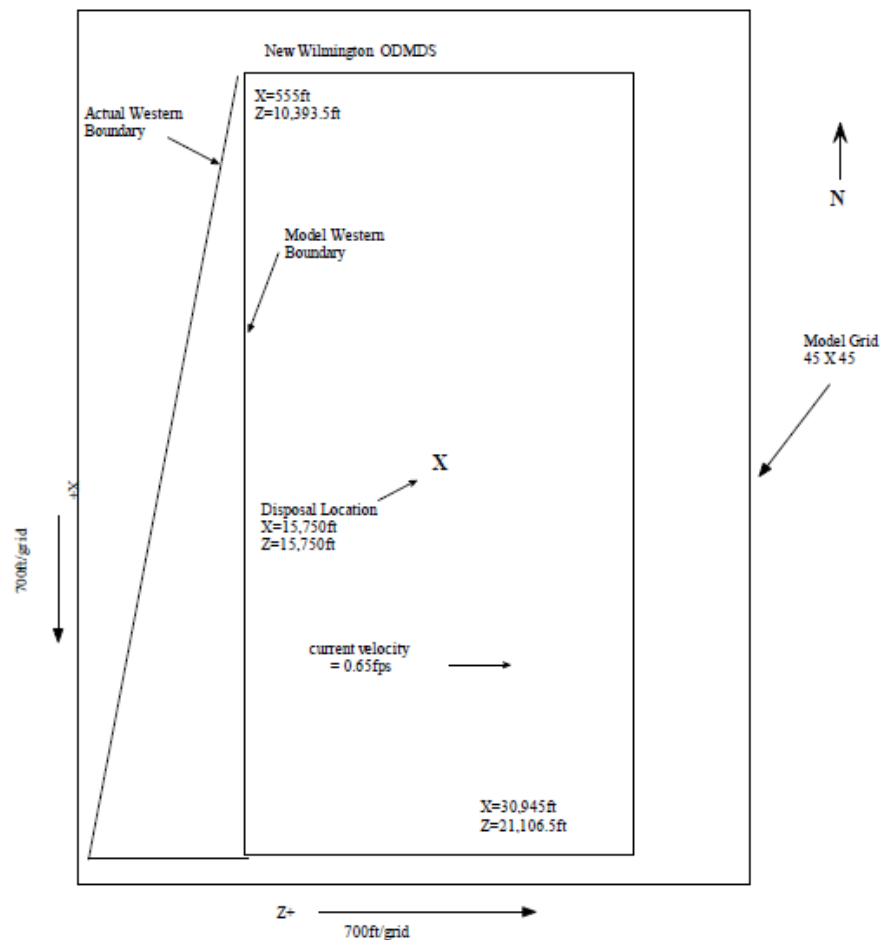 New Wilmington ODMDS
X=555ft
Z=10,393.5ft
Actual Western
Boundary
N
Model Western
Boundary
Model Grid
45 X 45
X
+X
Disposal Location
X=15,750ft
Z=15,750ft
700ft/grid
current velocity
= 0.65fps
X=30,945ft
Z=21,106.5ft
Z+
700ft/grid